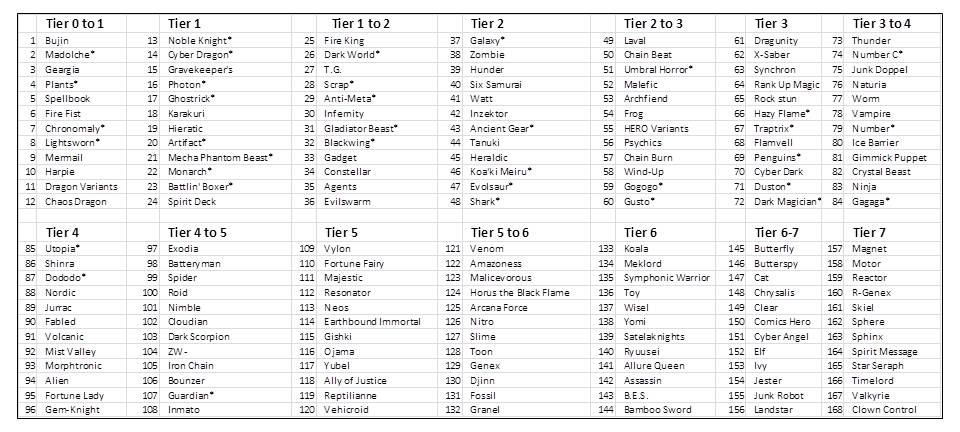 Tier 0 to 1 Tier 1 Tier 1 to 2 Tier 2 Tier 2 to 3 Tier 3 Tier 3 to 4
1 Bujin 13 Noble Knight* 25 Fire King 37 Galaxy* 49 Laval 61 Dragunity 73 Thunder
2 Madolche* 14 Cyber Dragon* 26 Dark World* 38 Zombie 50 Chain Beat 62 X-Saber 74 Number C*
3 Geargia 15 Gravekeeper's 27 T.G. 39 Hunder 51 Umbral Horror* 63 Synchron 75 Junk Doppel
4 Plants* 16 Photon* 28 Scrap* 40 Six Samurai 52 Malefic 64 Rank Up Magic 76 Naturia
5 Spellbook 17 Ghostrick* 29 Anti-Meta* 41 Watt 53 Archfiend 65 Rock stun 77 Worm
6 Fire Fist 18 Karakuri 30 Infernity 42 Inzektor 54 Frog 66 Hazy Flame* 78 Vampire
7 Chronomaly* 19 Hieratic 31 Gladiator Beast* 43 Ancient Gear* 55 HERO Variants 67 Traptrix* 79 Number*
8 Lightsworn* 20 Artifact* 32 Blackwing* 44 Tanuki 56 Psychics 68 Flamvell 80 Ice Barrier
9 Mermail 21 Mecha Phantom Beast* 33 Gadget 45 Heraldic 57 Chain Burn 69 Penguins* 81 Gimmick Puppet
10 Harpie 22 Monarch* 34 Constellar 46 Koa'ki Meiru* 58 Wind-Up 70 Cyber Dark 82 Crystal Beast
11 Dragon Variants 23 Battlin' Boxer* 35 Agents 47 Evolsaur* 59 Gogogo* 71 Duston* 83 Ninja
12 Chaos Dragon 24 Spirit Deck 36 Evilswarm 48 Shark* 60 Gusto* 72 Dark Magician* 84 Gagaga*
Tier 4 Tier 4 to 5 Tier 5 Tier 5 to 6 Tier 6 Tier 6-7 Tier 7
85 Utopia* 97 Exodia 109 Vylon 121 Venom 133 Koala 145 Butterfly 157 Magnet
86 Shinra 98 Batteryman 110 Fortune Fairy 122 Amazoness 134 Meklord 146 Butterspy 158 Motor
87 Dododo* 99 Spider 111 Majestic 123 Malicevorous 135 Symphonic Warrior 147 Cat 159 Reactor
88 Nordic 100 Roid 112 Resonator 124 Horus the Black Flame 136 Toy 148 Chrysalis 160 R-Genex
89 Jurrac 101 Nimble 113 Neos 125 Arcana Force 137 Wisel 149 Clear 161 Skiel
90 Fabled 102 Cloudian 114 Earthbound Immortal 126 Nitro 138 Yomi 150 Comics Hero 162 Sphere
91 Volcanic 103 Dark Scorpion 115 Gishki 127 Slime 139 Satelaknights 151 Cyber Angel 163 Sphinx
92 Mist Valley 104 ZW- 116 Ojama 128 Toon 140 Ryuusei 152 Elf 164 Spirit Message
93 Morphtronic 105 Iron Chain 117 Yubel 129 Genex 141 Allure Queen 153 Ivy 165 Star Seraph
94 Alien 106 Bounzer 118 Ally of Justice 130 Djinn 142 Assassin 154 Jester 166 Timelord
95 Fortune Lady 107 Guardian* 119 Reptilianne 131 Fossil 143 B.E.S. 155 Junk Robot 167 Valkyrie
96 Gem-Knight 108 Inmato 120 Vehicroid 132 Granel 144 Bamboo Sword 156 Landstar 168 Clown Control